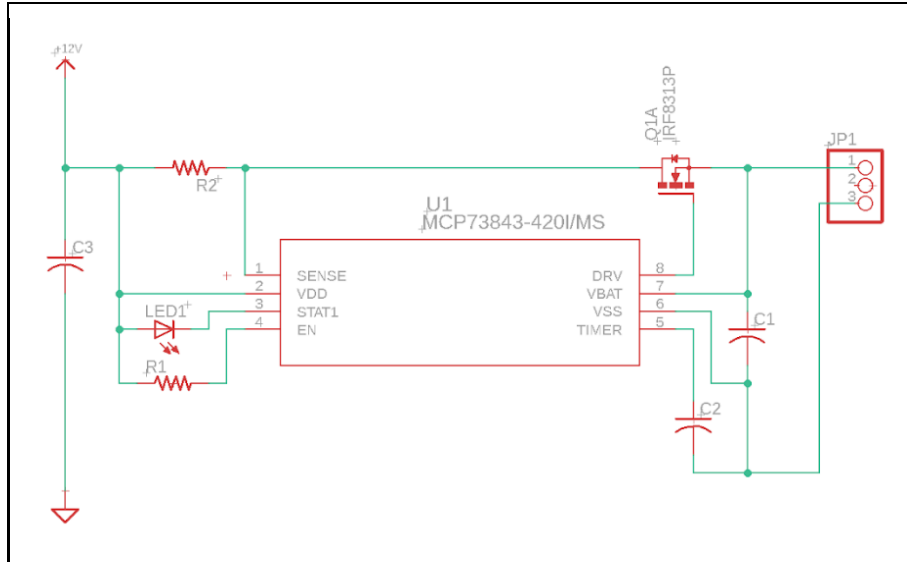 +12V
Q1A
IRF8313P
JP1
1
2
3
R2
U1
MCP73843-420I/MS
C3
1 SENSE
2 VDD
3 STAT1
4 EN
DRV 8
VBAT 7
VSS 6
TIMER 5
LED1
R1
C1
C2